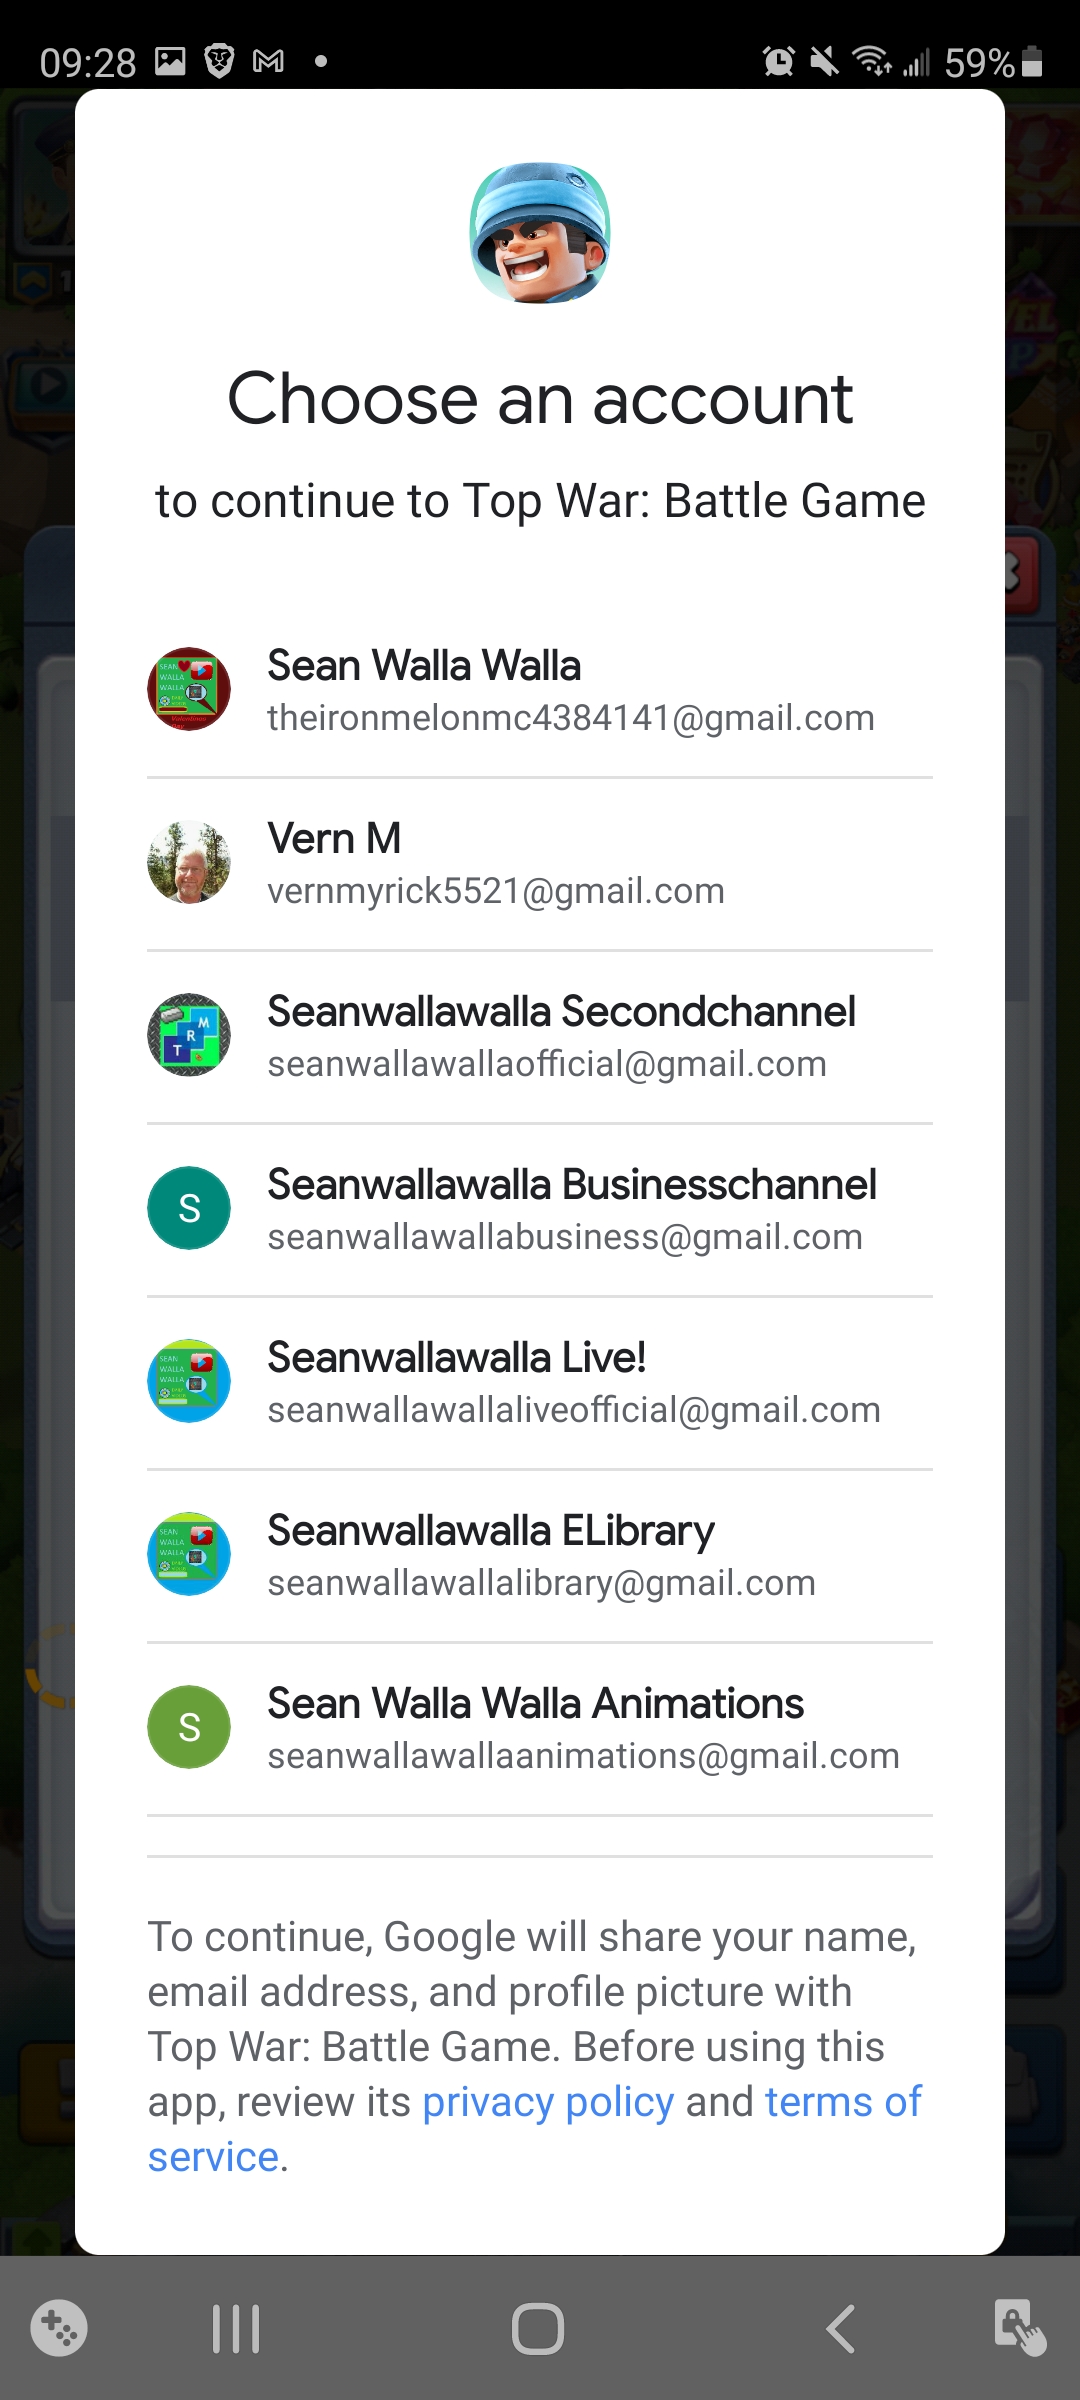 09:28
59%
Choose an account
to continue to Top War: Battle Game
Sean Walla Walla
theironmelonmc4384141@gmail.com
Vern M
vernmyrick5521@gmail.com
Seanwallawalla Secondchannel
seanwallawallaofficial@gmail.com
S
Seanwallawalla Businesschannel
seanwallawallabusiness@gmail.com
Seanwallawalla Live!
seanwallawallaliveofficial@gmail.com
Seanwallawalla ELibrary
seanwallawallalibrary@gmail.com
S
Sean Walla Walla Animations
seanwallawallaanimations@gmail.com
To continue, Google will share your name,
email address, and profile picture with
Top War: Battle Game. Before using this
app, review its privacy policy and terms of
service.